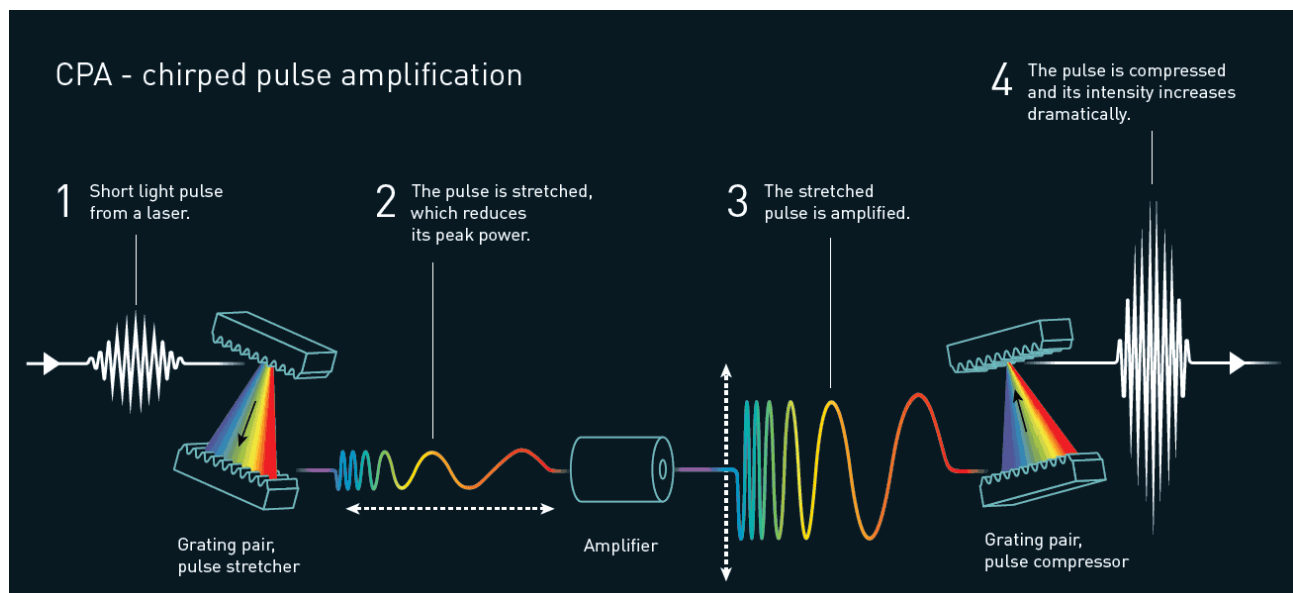 CPA - chirped pulse amplification
1 Short light pulse
from a laser.
2 The pulse is stretched,
which reduces
its peak power.
3 The stretched
pulse is amplified.
4 The pulse is compressed
and its intensity increases
dramatically.
Grating pair,
pulse stretcher
Amplifier
Grating pair,
pulse compressor